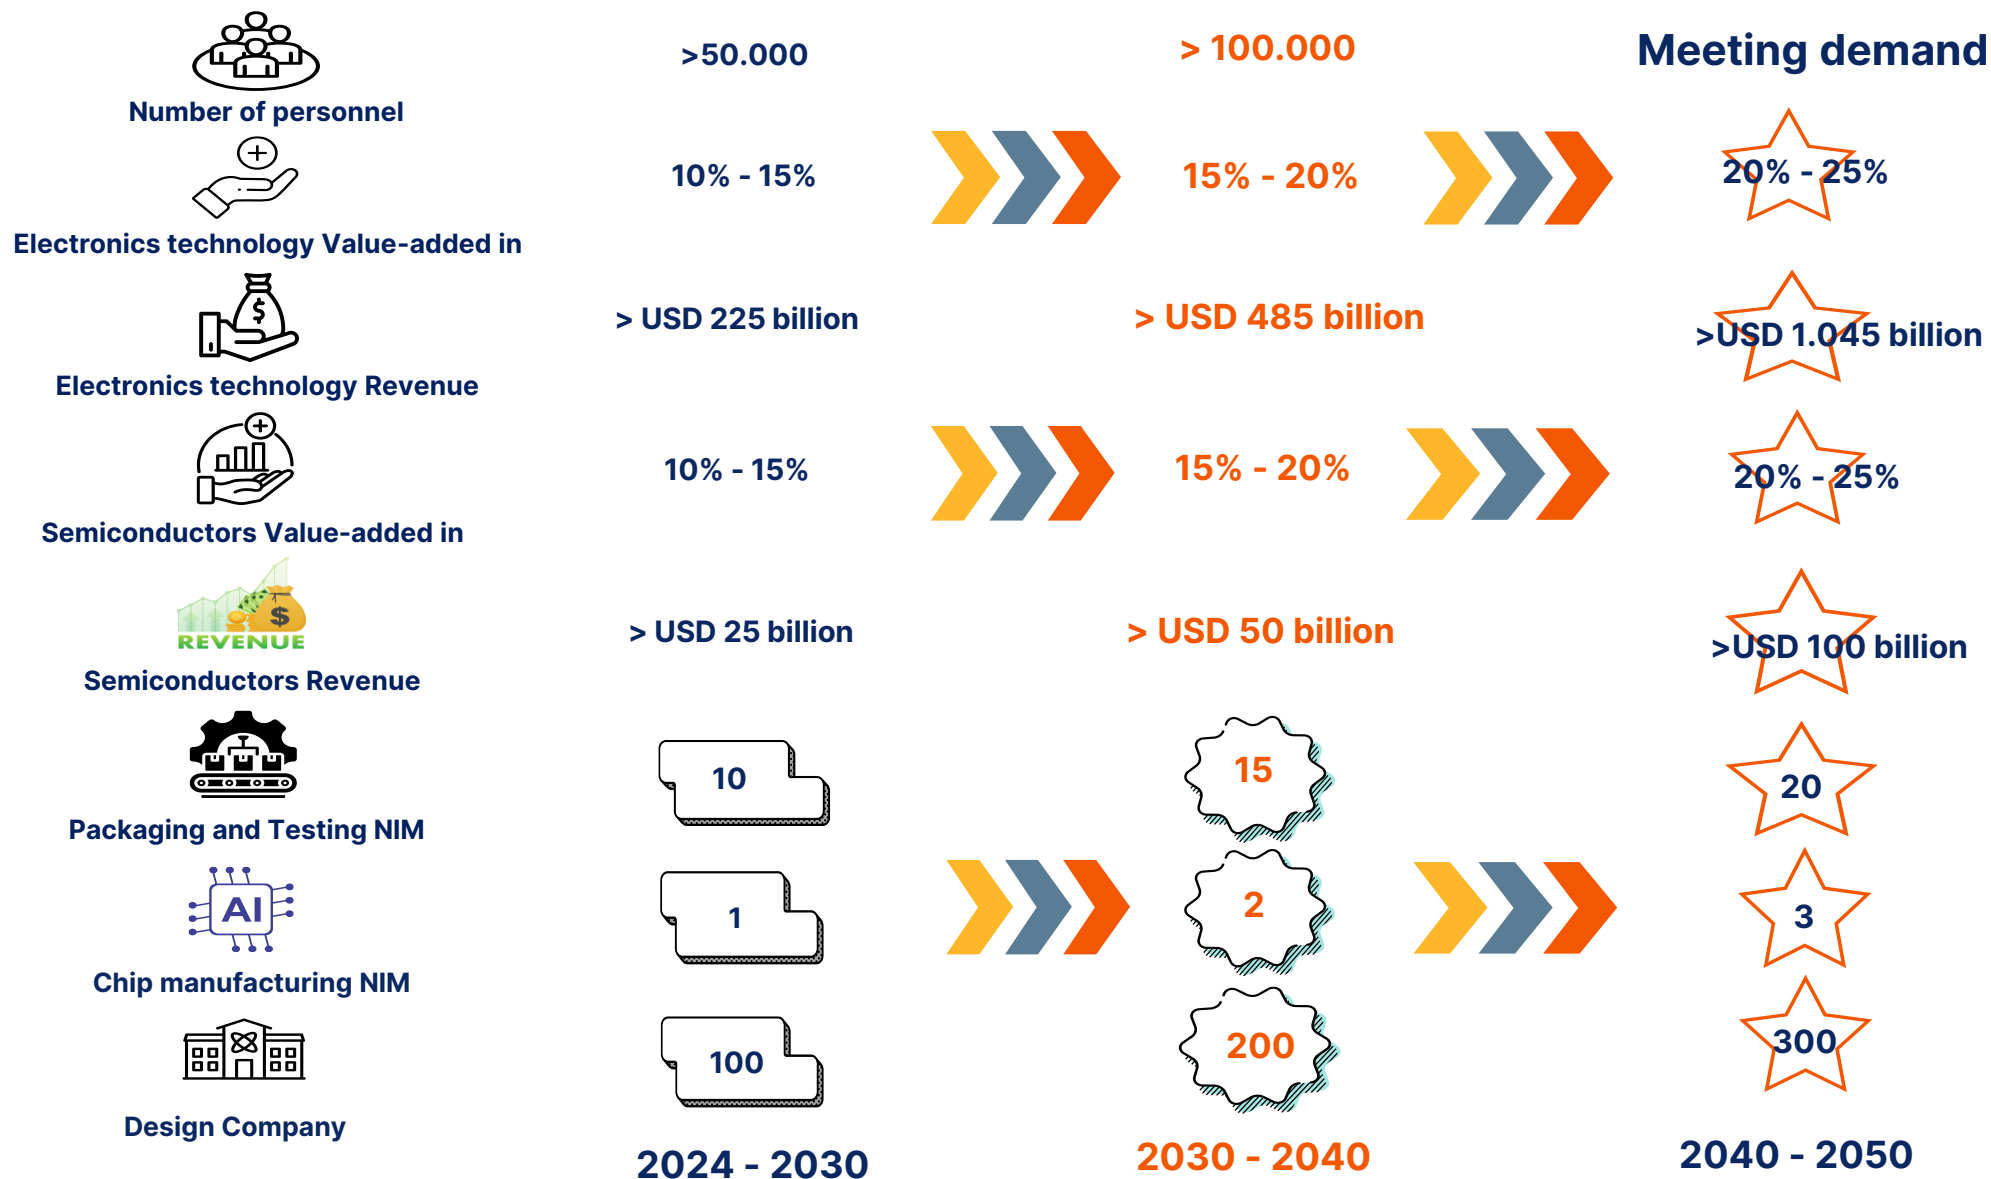 >50.000
> 100.000
Meeting demand
Number of personnel
10% - 15%
15% - 20%
20% - 25%
Electronics technology Value-added in
> USD 225 billion
> USD 485 billion
>USD 1.045 billion
Electronics technology Revenue
10% - 15%
15% - 20%
20% - 25%
Semiconductors Value-added in
$
REVENUE
> USD 25 billion
> USD 50 billion
>USD 100 billion
Semiconductors Revenue
10
15
20
Packaging and Testing NIM
AI
1
2
3
Chip manufacturing NIM
100
200
300
Design Company
2024 - 2030
2030 - 2040
2040 - 2050